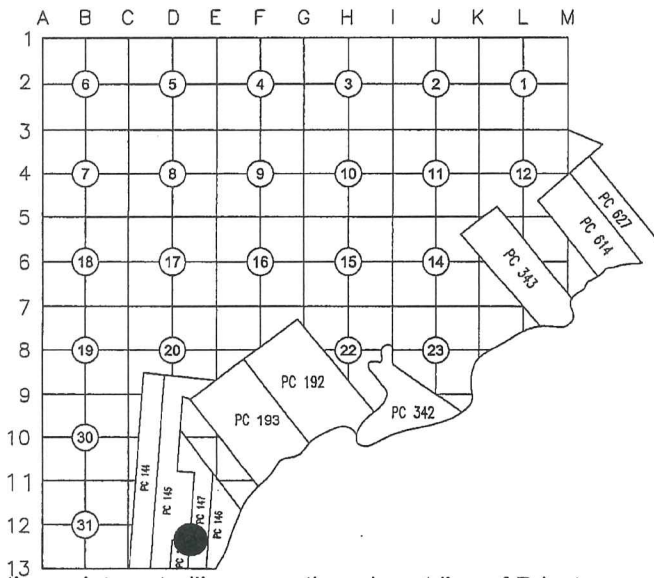 A B C D E F G H I J K L M
1
2 6 5 4 3 2 1
3
PC 627
4 7 8 9 10 11 12
PC 614
5
6 18 17 16 15 14
PC 343
7
8 19 20 22 23
9
PC 192
PC 342
PC 193
10 30
11
PC 144
PC 145
PC 147
PC 146
12 31
13